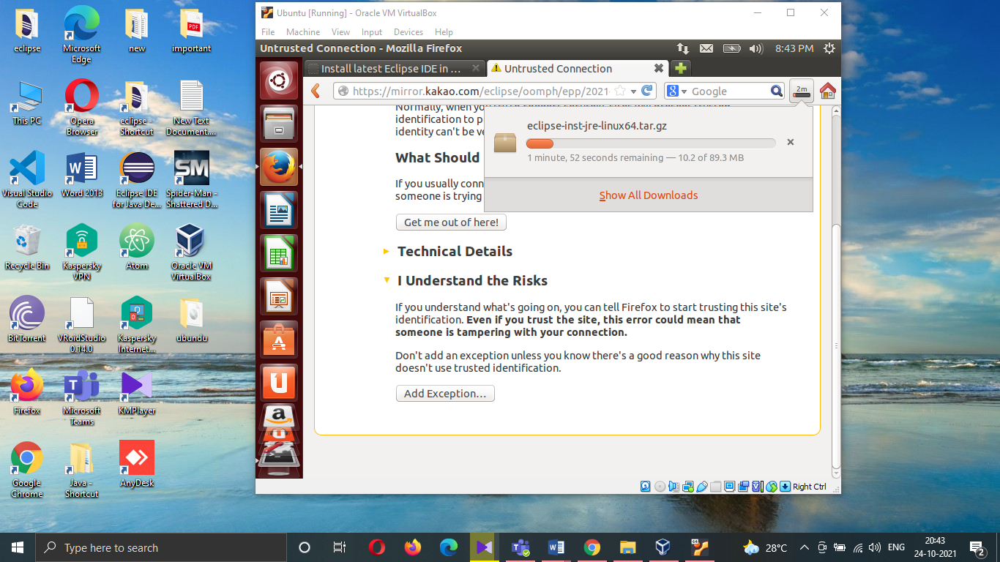 eclipse
Microsoft
Edge
new
important
This PC
Opera
Browser
eclipse -
Shortcut
New Text
Document....
Visual Studio
Code
Word 2013
Eclipse IDE
for Java De...
Spider-Man -
Shattered D...
Recycle Bin
Kaspersky
VPN
Atom
Oracle VM
VirtualBox
BitTorrent
VRoidStudio
0.14.0
Kaspersky
Internet...
ubundu
Firefox
Microsoft
Teams
KMPlayer
Google
Chrome
Java -
Shortcut
AnyDesk
Ubuntu [Running] - Oracle VM VirtualBox
File Machine View Input Devices Help
Untrusted Connection - Mozilla Firefox
8:43 PM
Install latest Eclipse IDE in ...
Untrusted Connection
https://mirror.kakao.com/eclipse/oomph/epp/2021-
Google
2m
Normally, when you
identification to p
identity can't be ve
eclipse-inst-jre-linux64.tar.gz
1 minute, 52 seconds remaining — 10.2 of 89.3 MB
Show All Downloads
What Should
If you usually conn
someone is trying
Get me out of here!
Technical Details
I Understand the Risks
If you understand what's going on, you can tell Firefox to start trusting this site's
identification. Even if you trust the site, this error could mean that
someone is tampering with your connection.
Don't add an exception unless you know there's a good reason why this site
doesn't use trusted identification.
Add Exception...
Right Ctrl
Type here to search
28°C
ENG
20:43
24-10-2021
2